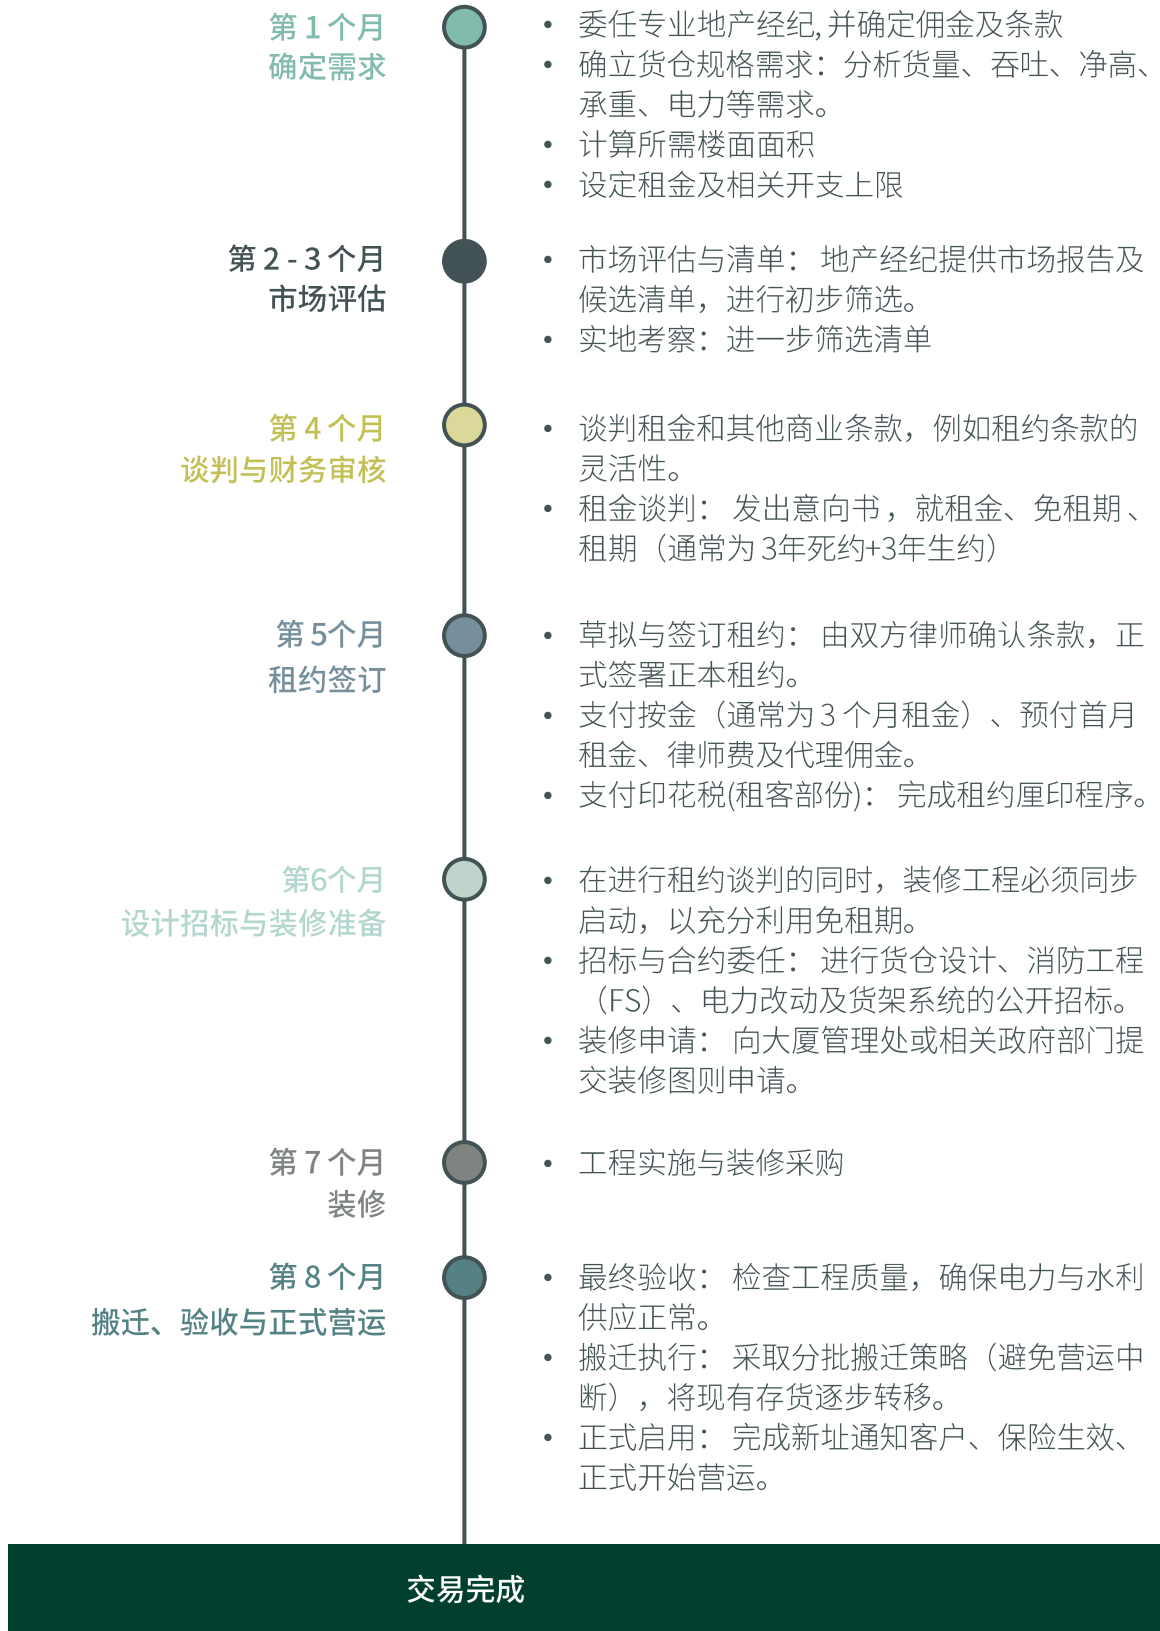 第 1 个月
确定需求
• 委任专业地产经纪, 并确定佣金及条款
• 确立货仓规格需求：分析货量、吞吐、净高、
承重、电力等需求。
• 计算所需楼面面积
• 设定租金及相关开支上限
第 2 - 3 个月
市场评估
• 市场评估与清单： 地产经纪提供市场报告及
候选清单，进行初步筛选。
• 实地考察：进一步筛选清单
第 4 个月
谈判与财务审核
• 谈判租金和其他商业条款，例如租约条款的
灵活性。
• 租金谈判： 发出意向书 ，就租金、免租期 、
租期（通常为 3年死约+3年生约）
第 5个月
租约签订
• 草拟与签订租约： 由双方律师确认条款，正
式签署正本租约。
• 支付按金（通常为 3 个月租金）、预付首月
租金、律师费及代理佣金。
• 支付印花税(租客部份)： 完成租约厘印程序。
第6个月
设计招标与装修准备
• 在进行租约谈判的同时，装修工程必须同步
启动，以充分利用免租期。
• 招标与合约委任： 进行货仓设计、消防工程
（FS）、电力改动及货架系统的公开招标。
• 装修申请： 向大厦管理处或相关政府部门提
交装修图则申请。
第 7 个月
装修
• 工程实施与装修采购
第 8 个月
搬迁、验收与正式营运
• 最终验收： 检查工程质量，确保电力与水利
供应正常。
• 搬迁执行： 采取分批搬迁策略（避免营运中
断），将现有存货逐步转移。
• 正式启用： 完成新址通知客户、保险生效、
正式开始营运。
交易完成